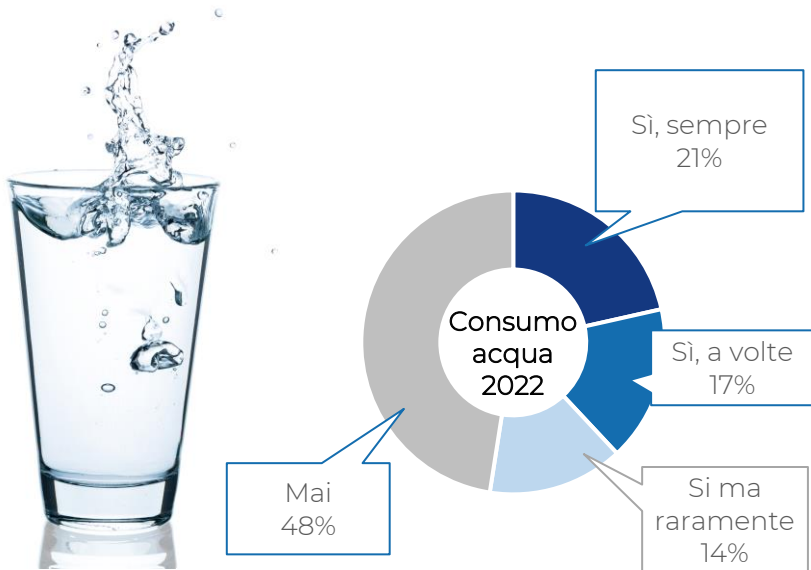 Sì, sempre
21%
Consumo
acqua
2022
Sì, a volte
17%
Mai
48%
Si ma
raramente
14%